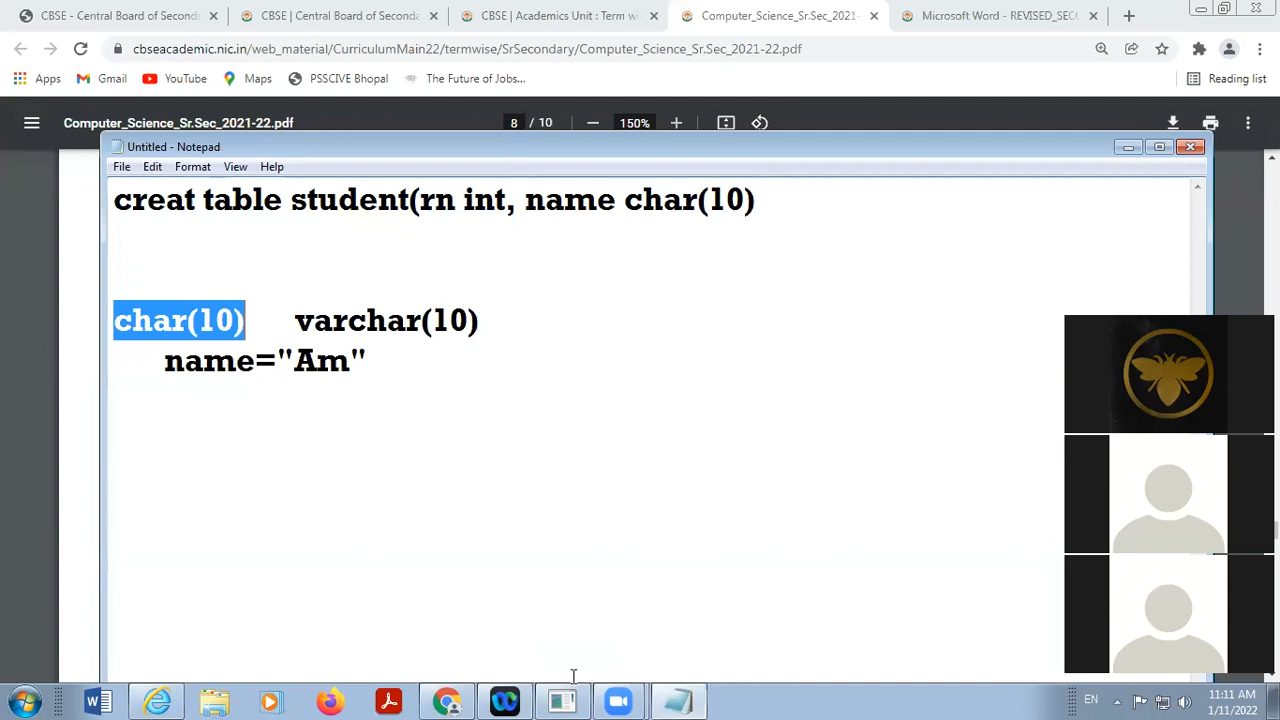 CBSE - Central Board of Second
CBSE | Central Board of Seconda
CBSE | Academics Unit : Term wi
Computer_Science_Sr.Sec_2021-
Microsoft Word - REVISED_SEC
cbseacademic.nic.in/web_material/CurriculumMain22/termwise/SrSecondary/Computer_Science_Sr.Sec_2021-22.pdf
Apps Gmail YouTube Maps PSSCIVE Bhopal The Future of Jobs... Reading list
Computer_Science_Sr.Sec_2021-22.pdf 8 / 10 150%
Untitled - Notepad
File Edit Format View Help
creat table student(rn int, name char(10)
char(10) varchar(10)
name="Am"
EN
11:11 AM
1/11/2022